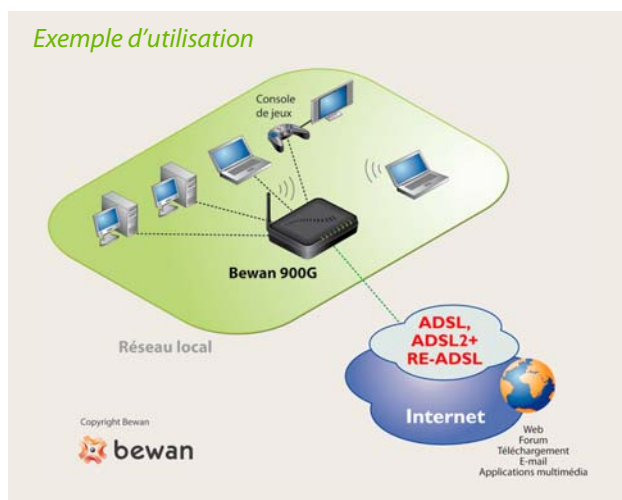 Exemple d'utilisation
Console
de jeux
Bewan 900G
Réseau local
ADSL,
ADSL2+
RE-ADSL
Internet
Web
Forum
Téléchargement
E-mail
Applications multimédia
Copyright Bewan
bewan